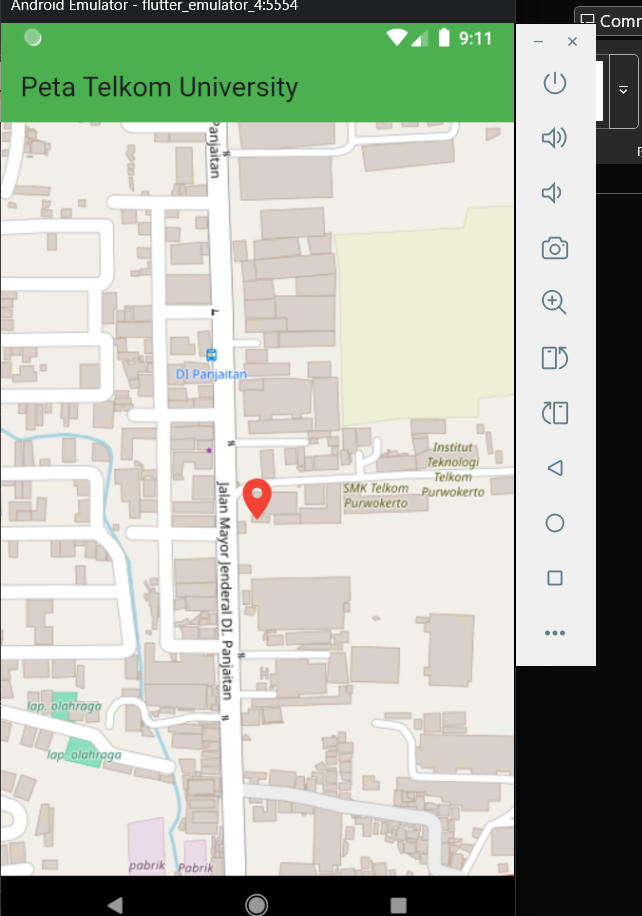 Android Emulator - flutter_emulator_4:5554
Comm
9:11
Peta Telkom University
Panjaitan
DI Panjaitan
Institut
Teknologi
Telkom
Purwokerto
SMK Telkom
Purwokerto
Jalan Mayor Jenderal DI. Panjaitan
lap. olahraga
lap. olahraga
pabrik
Pabrik